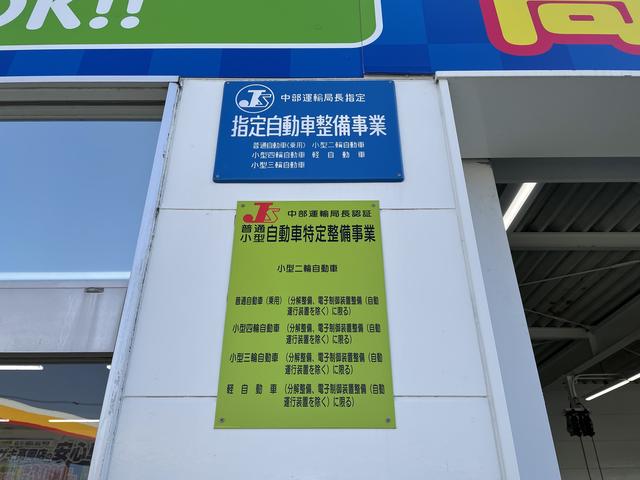 OK!!
JS 中部運輸局長指定
指定自動車整備事業
普通自動車(乗用) 小型二輪自動車
小型四輪自動車 軽自動車
小型三輪自動車
JS 中部運輸局長認証
普通
小型 自動車特定整備事業
小型二輪自動車
普通自動車(乗用)(分解整備、電子制御装置整備(自動
運行装置を除く)に限る)
小型四輪自動車(分解整備、電子制御装置整備(自動
運行装置を除く)に限る)
小型三輪自動車(分解整備、電子制御装置整備(自動
運行装置を除く)に限る)
軽自動車(分解整備、電子制御装置整備(自動
運行装置を除く)に限る)
安心